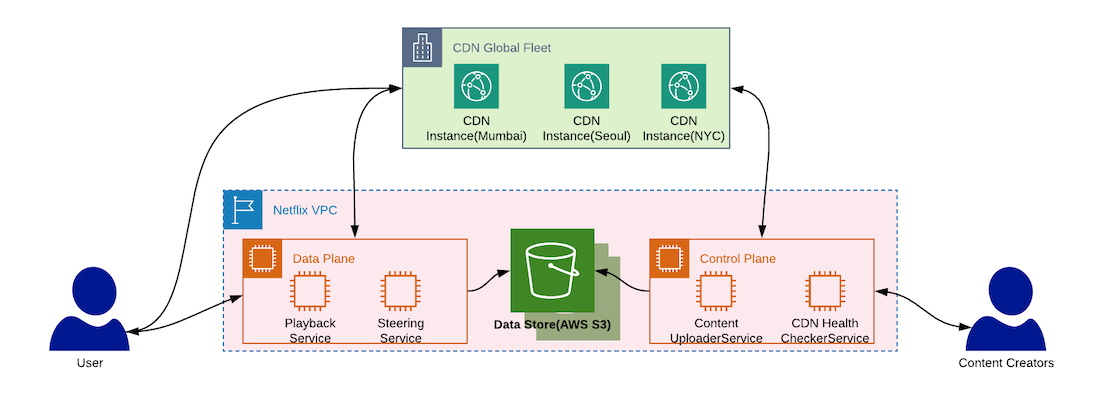 CDN Global Fleet
CDN
Instance(Mumbai)
CDN
Instance(Seoul)
CDN
Instance(NYC)
Netflix VPC
Data Plane
Playback
Service
Steering
Service
Data Store(AWS S3)
Control Plane
Content
UploaderService
CDN Health
CheckerService
User
Content Creators